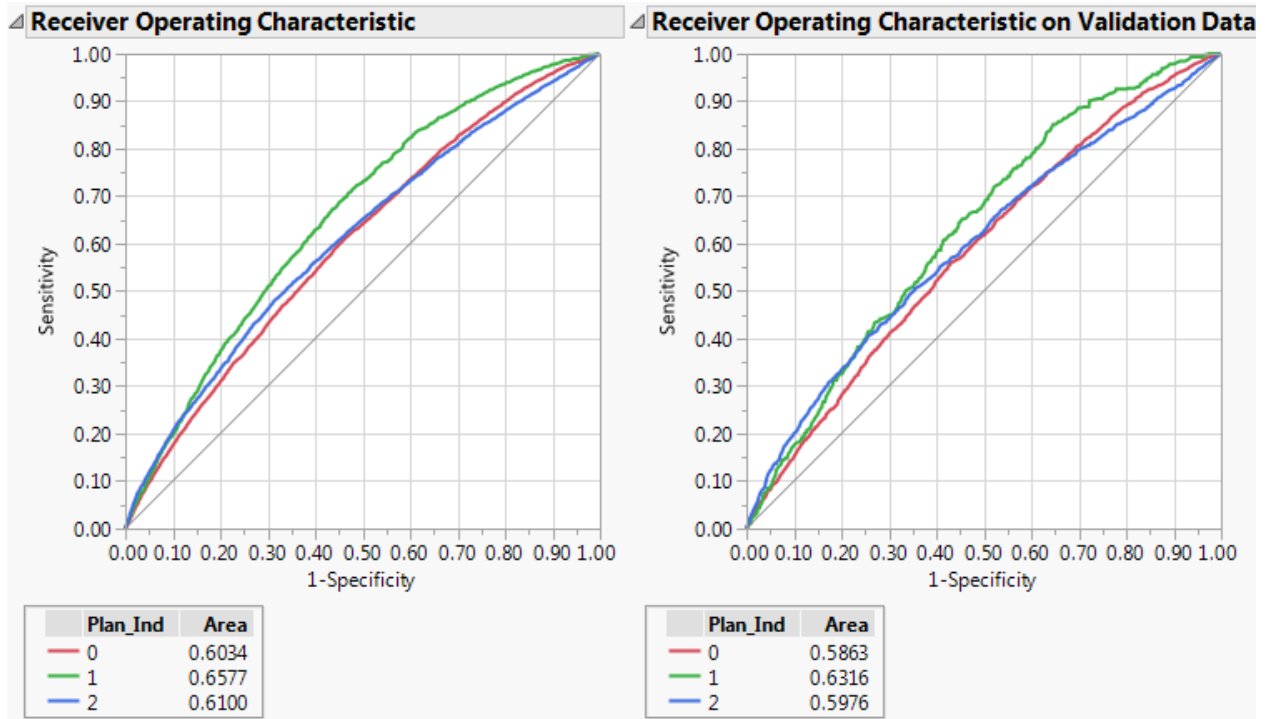 Receiver Operating Characteristic
1.00
0.90
0.80
0.70
0.60
0.50
0.40
0.30
0.20
0.10
0.00
Sensitivity
0.00 0.10 0.20 0.30 0.40 0.50 0.60 0.70 0.80 0.90 1.00
1-Specificity
Plan_Ind Area
0 0.6034
1 0.6577
2 0.6100
Receiver Operating Characteristic on Validation Data
1.00
0.90
0.80
0.70
0.60
0.50
0.40
0.30
0.20
0.10
0.00
Sensitivity
0.00 0.10 0.20 0.30 0.40 0.50 0.60 0.70 0.80 0.90 1.00
1-Specificity
Plan_Ind Area
0 0.5863
1 0.6316
2 0.5976